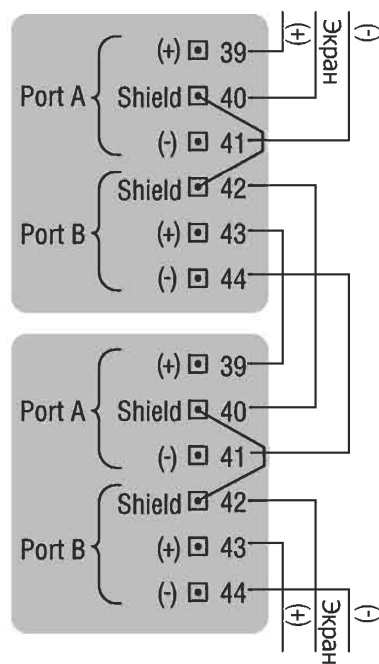 (+) Экран (-)
(+) 39
Port A Shield 40
(-) 41
Shield 42
Port B (+) 43
(-) 44
(+) 39
Port A Shield 40
(-) 41
Shield 42
Port B (+) 43
(-) 44
(+) Экран (-)